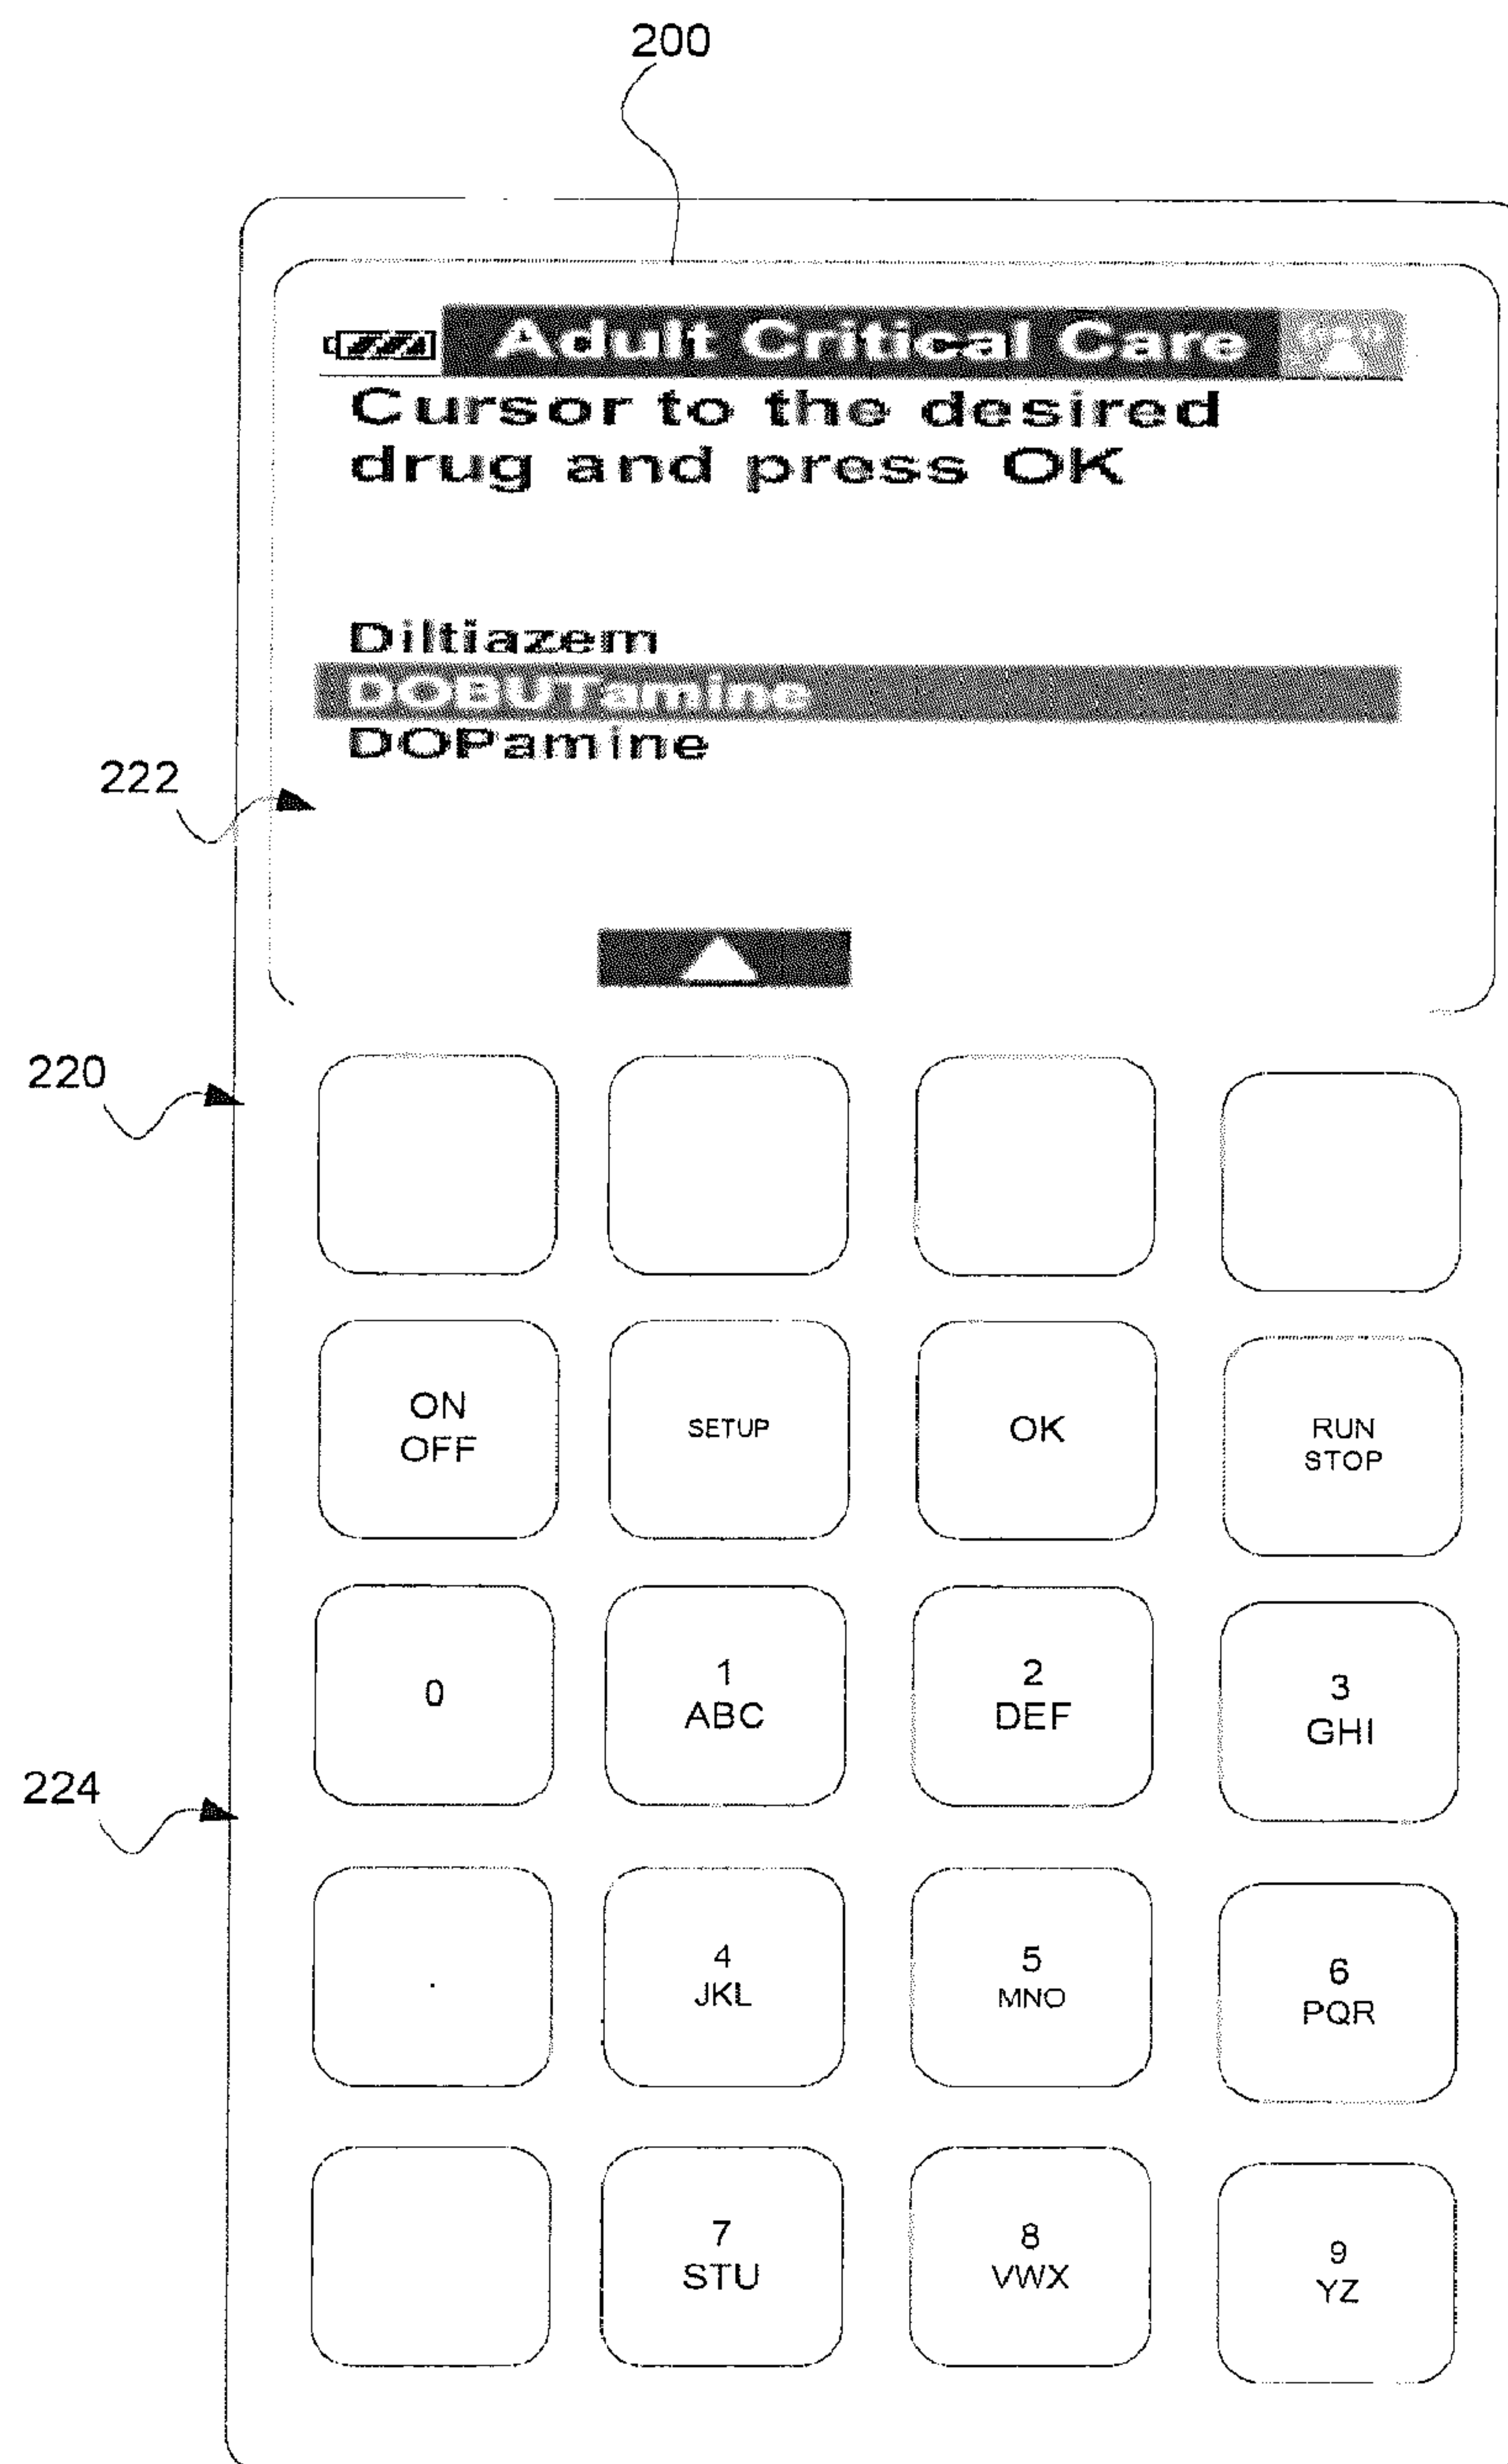 200
Adult Critical Care
Cursor to the desired
drug and press OK
Diltiazem
DOBUTamine
DOPamine
222
220
ON
OFF
SETUP
OK
RUN
STOP
0
1
ABC
2
DEF
3
GHI
224
.
4
JKL
5
MNO
6
PQR
7
STU
8
VWX
9
YZ